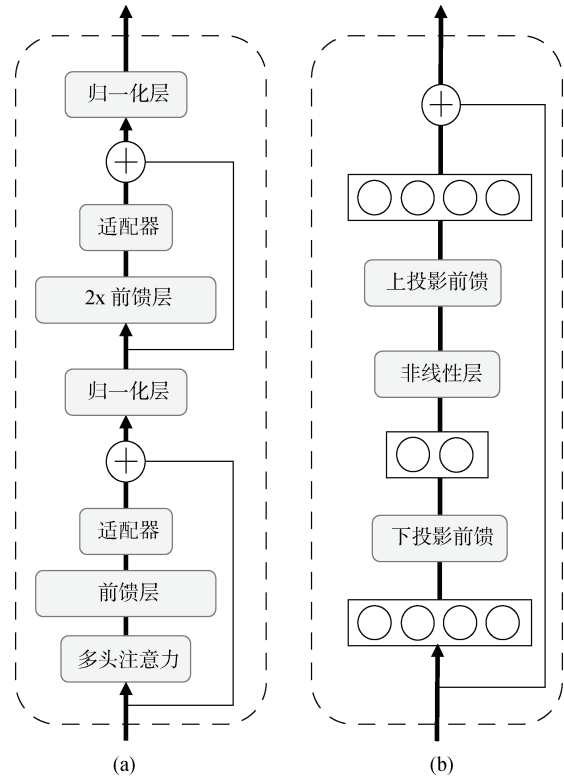 归一化层
适配器
2x 前馈层
归一化层
适配器
前馈层
多头注意力
(a)
上投影前馈
非线性层
下投影前馈
(b)